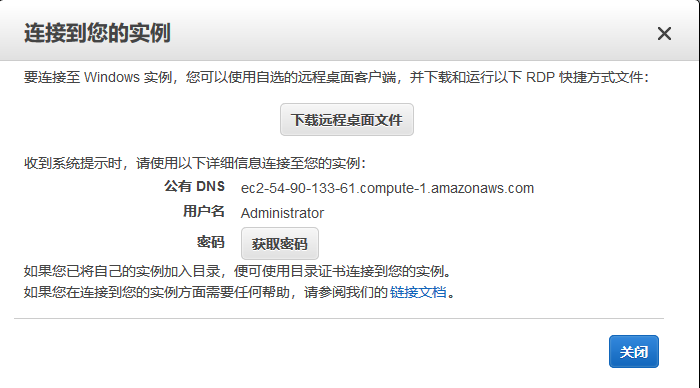 连接到您的实例
要连接至 Windows 实例，您可以使用自选的远程桌面客户端，并下载和运行以下 RDP 快捷方式文件：
下载远程桌面文件
收到系统提示时，请使用以下详细信息连接至您的实例：
公有 DNS ec2-54-90-133-61.compute-1.amazonaws.com
用户名 Administrator
密码 获取密码
如果您已将自己的实例加入目录，便可使用目录证书连接到您的实例。
如果您在连接到您的实例方面需要任何帮助，请参阅我们的 链接文档。
关闭